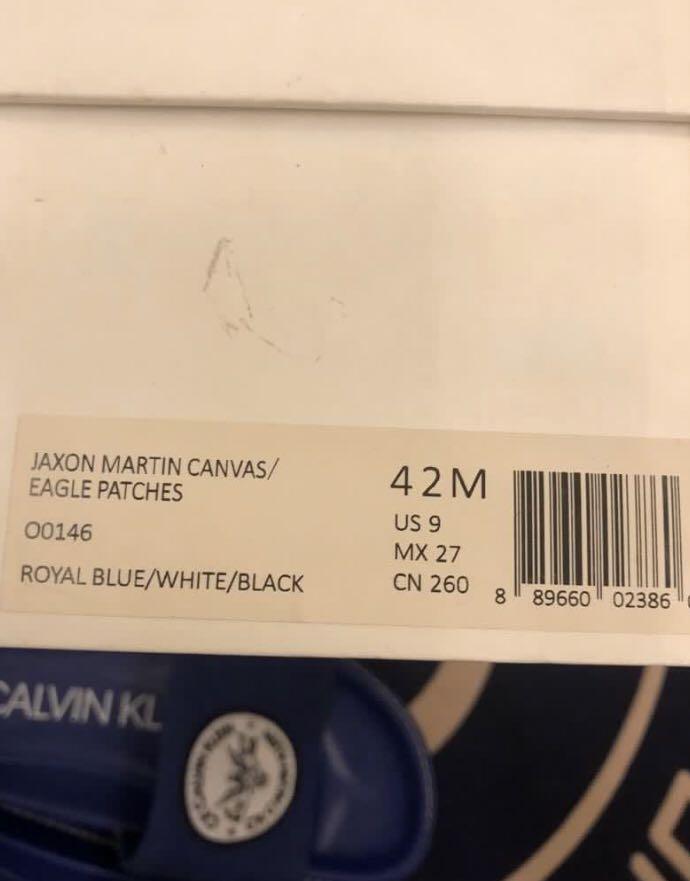 JAXON MARTIN CANVAS/
EAGLE PATCHES
O0146
ROYAL BLUE/WHITE/BLACK
42M
US 9
MX 27
CN 260
8 89660 02386
CALVIN KL